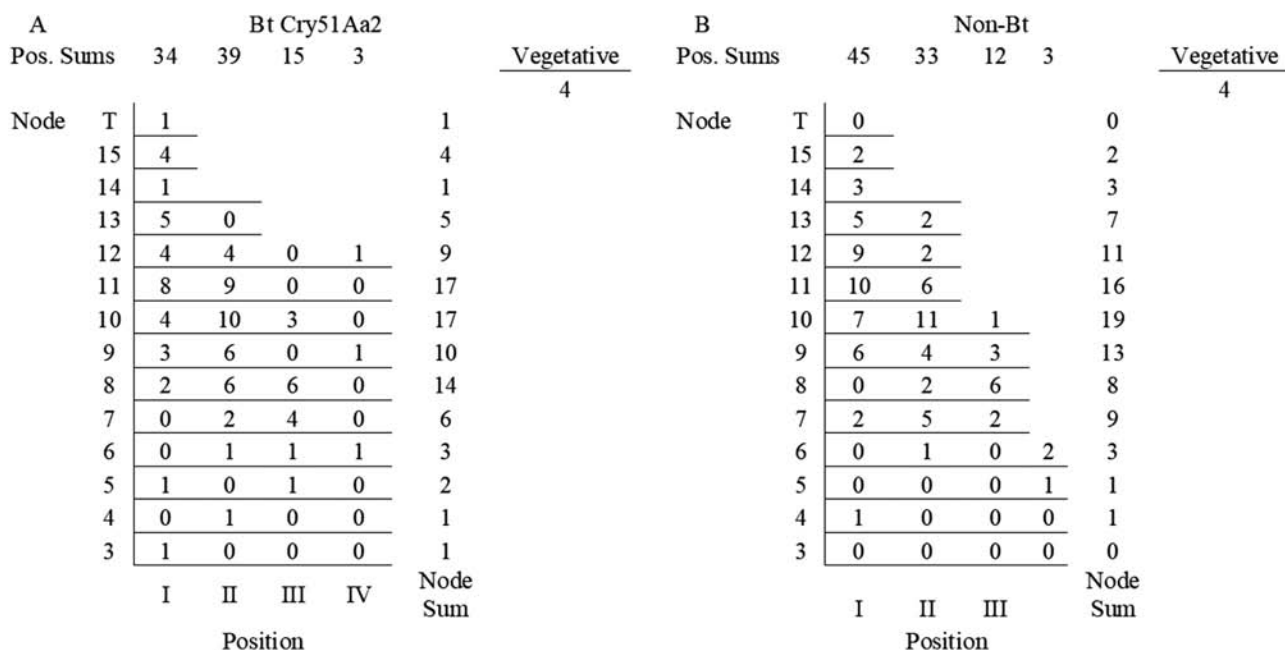 A Bt Cry51Aa2
Pos. Sums 34 39 15 3 Vegetative
4
Node T 1 1
15 4 4
14 1 1
13 5 0 5
12 4 4 0 1 9
11 8 9 0 0 17
10 4 10 3 0 17
9 3 6 0 1 10
8 2 6 6 0 14
7 0 2 4 0 6
6 0 1 1 1 3
5 1 0 1 0 2
4 0 1 0 0 1
3 1 0 0 0 1
I II III IV Node
Sum
Position
B Non-Bt
Pos. Sums 45 33 12 3 Vegetative
4
Node T 0 0
15 2 2
14 3 3
13 5 2 7
12 9 2 11
11 10 6 16
10 7 11 1 19
9 6 4 3 13
8 0 2 6 8
7 2 5 2 9
6 0 1 0 2 3
5 0 0 0 1 1
4 1 0 0 0 1
3 0 0 0 0 0
I II III Node
Sum
Position